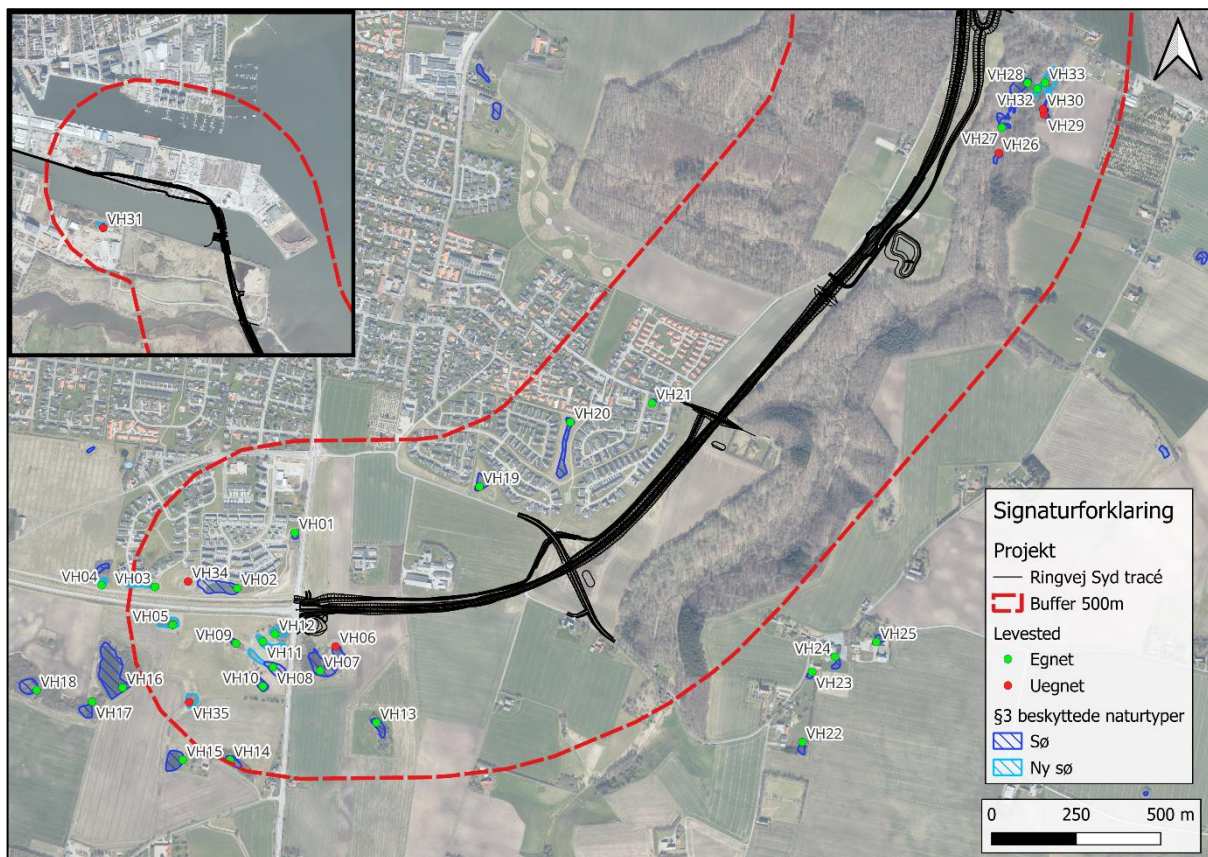 VH31
VH28
VH33
VH32
VH30
VH29
VH27
VH26
VH21
VH20
VH19
VH01
VH04
VH03
VH34
VH02
VH05
VH09
VH12
VH06
VH11
VH07
VH08
VH10
VH18
VH16
VH17
VH35
VH13
VH15
VH14
VH25
VH24
VH23
VH22
Signaturforklaring
Projekt
Ringvej Syd tracé
Buffer 500m
Levested
Egnet
Uegnet
§3 beskyttede naturtyper
Sø
Ny sø
0 250 500 m